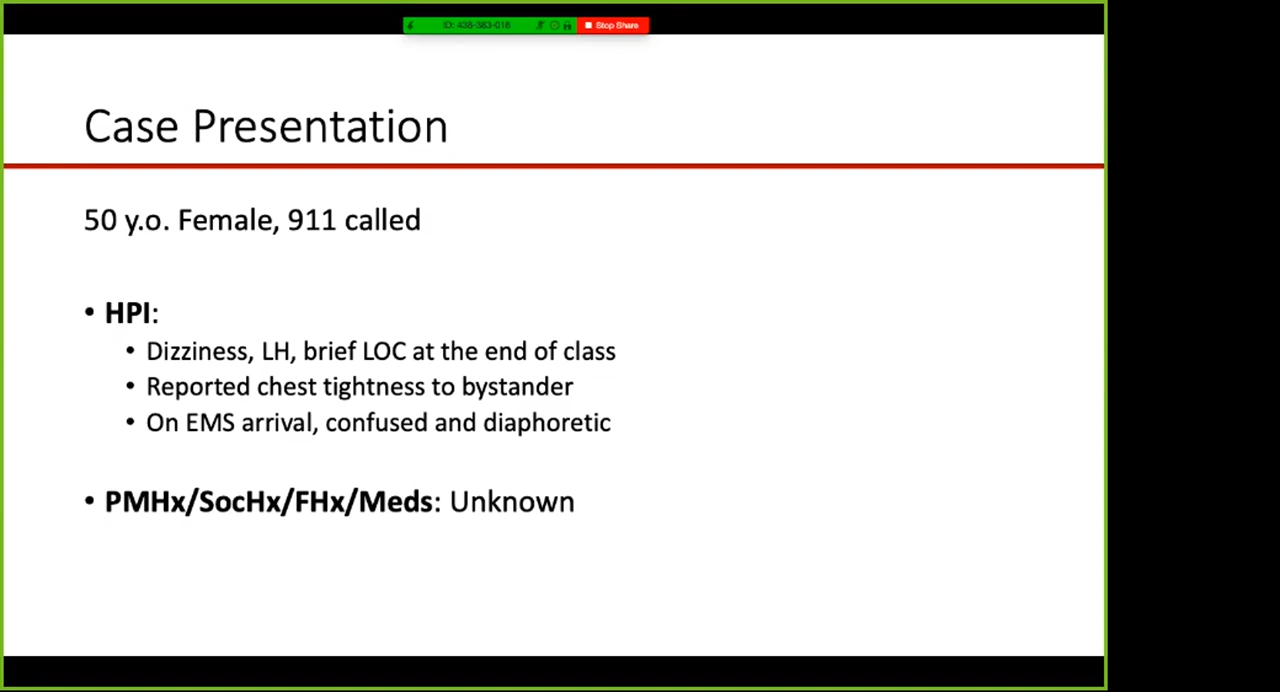 ID: 438-383-016
Stop Share
Case Presentation
50 y.o. Female, 911 called
• HPI:
• Dizziness, LH, brief LOC at the end of class
• Reported chest tightness to bystander
• On EMS arrival, confused and diaphoretic
• PMHx/SocHx/FHx/Meds: Unknown